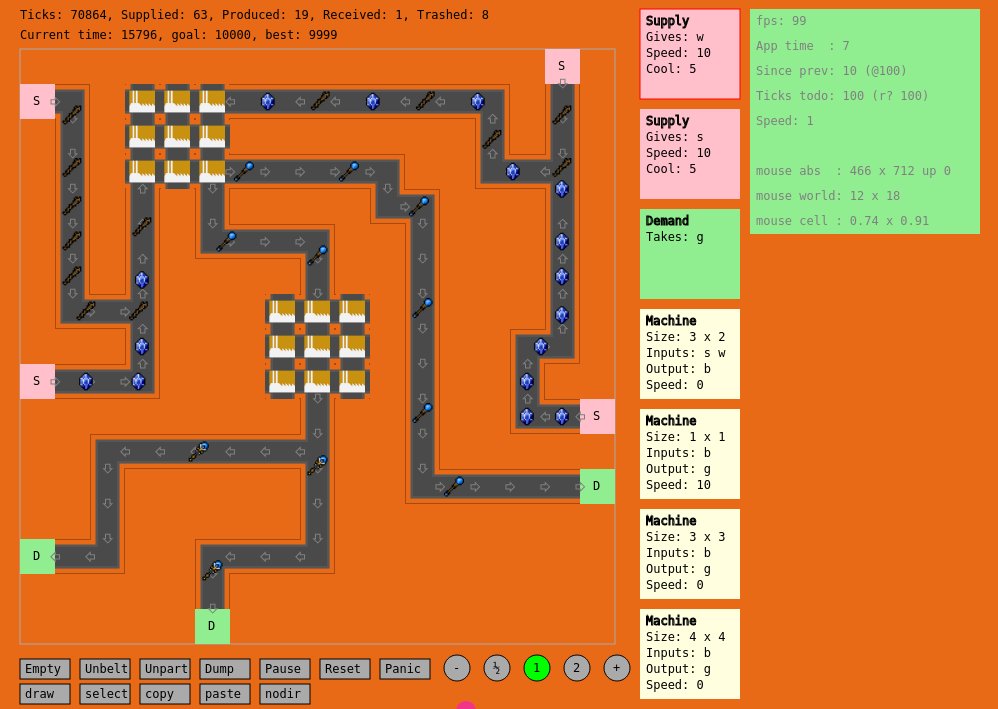 Ticks: 70864, Supplied: 63, Produced: 19, Received: 1, Trashed: 8
Current time: 15796, goal: 10000, best: 9999
S
S
S
S
D
D
D
Supply
Gives: w
Speed: 10
Cool: 5
Supply
Gives: s
Speed: 10
Cool: 5
Demand
Takes: g
Machine
Size: 3 x 2
Inputs: s w
Output: b
Speed: 0
Machine
Size: 1 x 1
Inputs: b
Output: g
Speed: 10
Machine
Size: 3 x 3
Inputs: b
Output: g
Speed: 0
Machine
Size: 4 x 4
Inputs: b
Output: g
Speed: 0
fps: 99
App time  : 7
Since prev: 10 (@100)
Ticks todo: 100 (r? 100)
Speed: 1
mouse abs  : 466 x 712 up 0
mouse world: 12 x 18
mouse cell : 0.74 x 0.91
Empty Unbelt Unpart Dump Pause Reset Panic - ½ 1 2 +
draw select copy paste nodir